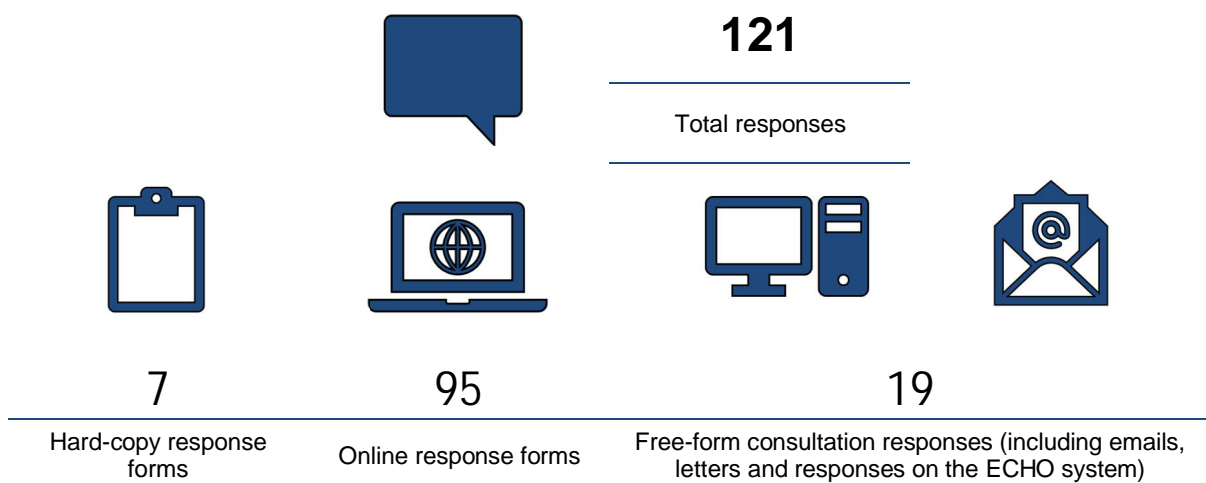 121
Total responses
@
7
95
19
Hard-copy response
forms
Online response forms
Free-form consultation responses (including emails,
letters and responses on the ECHO system)